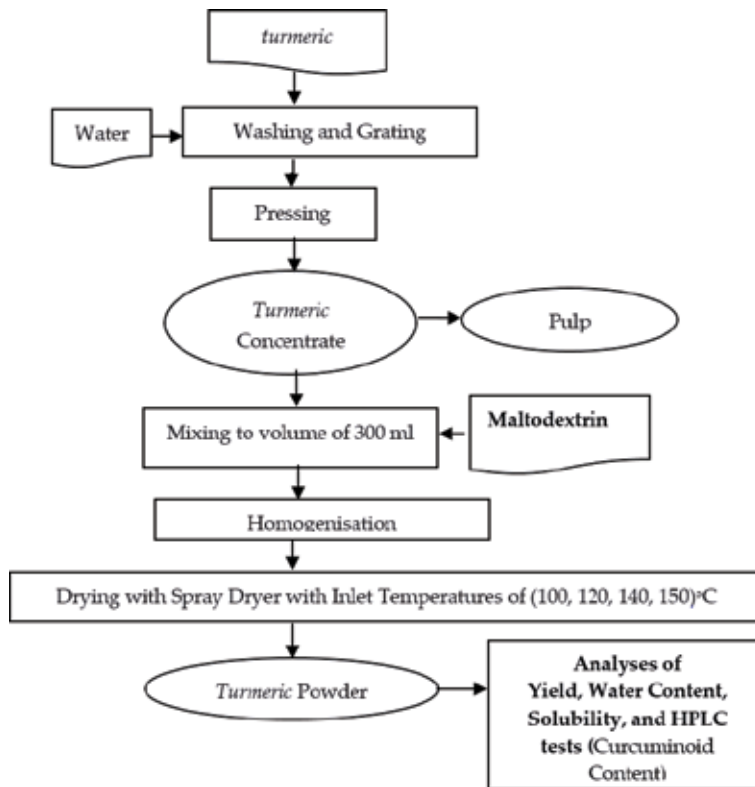 turmeric
Water
Washing and Grating
Pressing
Turmeric
Concentrate
Pulp
Mixing to volume of 300 ml
Maltodextrin
Homogenisation
Drying with Spray Dryer with Inlet Temperatures of (100, 120, 140, 150)°C
Turmeric Powder
Analyses of
Yield, Water Content,
Solubility, and HPLC
tests (Curcuminoid
Content)